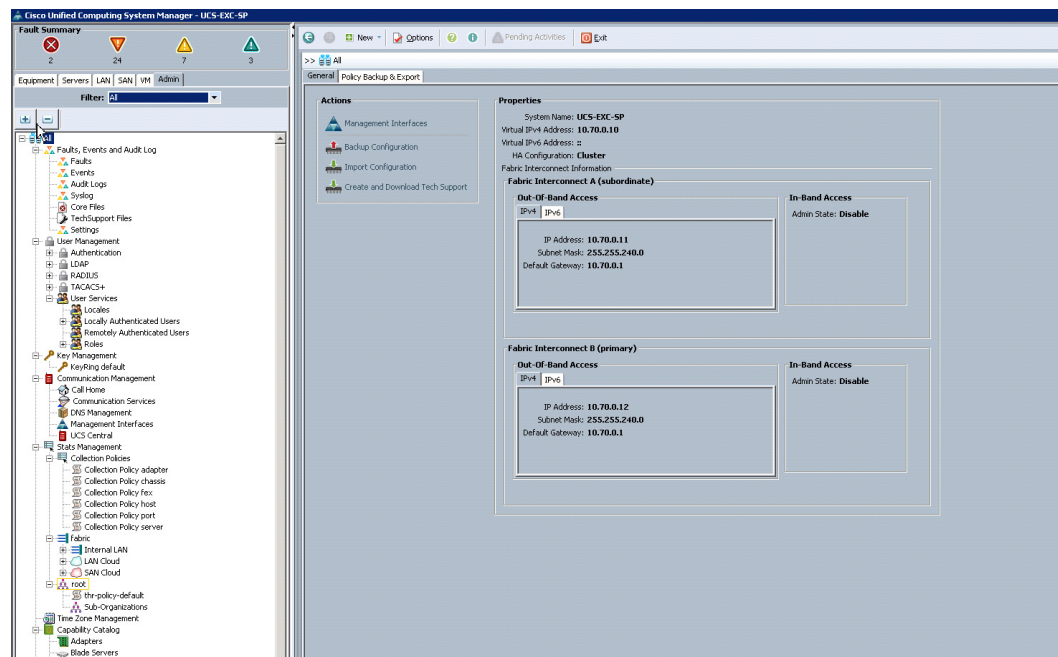 Cisco Unified Computing System Manager - UCS-EXC-SP
Fault Summary
2 24 7 3
Equipment Servers LAN SAN VM Admin
Filter: All
All
Faults, Events and Audit Log
Faults
Events
Audit Logs
Syslog
Core Files
TechSupport Files
Settings
User Management
Authentication
LDAP
RADIUS
TACACS+
User Services
Locales
Locally Authenticated Users
Remotely Authenticated Users
Roles
Key Management
KeyRing default
Communication Management
Call Home
Communication Services
DNS Management
Management Interfaces
UCS Central
Stats Management
Collection Policies
Collection Policy adapter
Collection Policy chassis
Collection Policy fex
Collection Policy host
Collection Policy port
Collection Policy server
fabric
Internal LAN
LAN Cloud
SAN Cloud
root
thr-policy-default
Sub-Organizations
Time Zone Management
Capability Catalog
Adapters
Blade Servers
New Options Pending Activities Exit
>> All
General Policy Backup & Export
Actions
Management Interfaces
Backup Configuration
Import Configuration
Create and Download Tech Support
Properties
System Name: UCS-EXC-SP
Virtual IPv4 Address: 10.70.0.10
Virtual IPv6 Address: ::
HA Configuration: Cluster
Fabric Interconnect Information
Fabric Interconnect A (subordinate)
Out-Of-Band Access
IPv4 IPv6
IP Address: 10.70.0.11
Subnet Mask: 255.255.240.0
Default Gateway: 10.70.0.1
In-Band Access
Admin State: Disable
Fabric Interconnect B (primary)
Out-Of-Band Access
IPv4 IPv6
IP Address: 10.70.0.12
Subnet Mask: 255.255.240.0
Default Gateway: 10.70.0.1
In-Band Access
Admin State: Disable